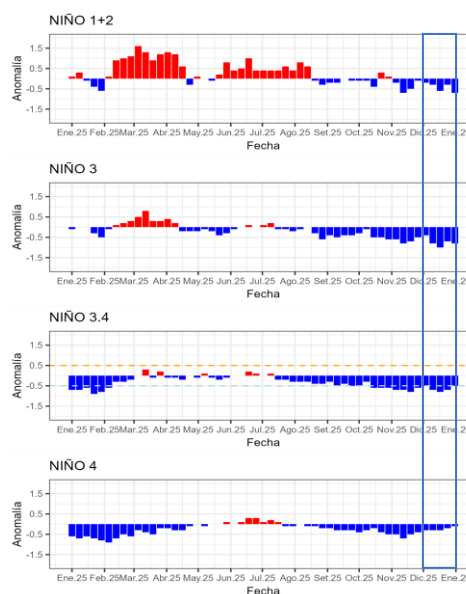 NIÑO 1+2
Anomalía
1.5
0.5
-0.5
-1.5
Ene.25 Feb.25 Mar.25 Abr.25 May.25 Jun.25 Jul.25 Ago.25 Set.25 Oct.25 Nov.25 Dic.25 Ene.2
Fecha
NIÑO 3
Anomalía
1.5
0.5
-0.5
-1.5
Ene.25 Feb.25 Mar.25 Abr.25 May.25 Jun.25 Jul.25 Ago.25 Set.25 Oct.25 Nov.25 Dic.25 Ene.2
Fecha
NIÑO 3.4
Anomalía
1.5
0.5
-0.5
-1.5
Ene.25 Feb.25 Mar.25 Abr.25 May.25 Jun.25 Jul.25 Ago.25 Set.25 Oct.25 Nov.25 Dic.25 Ene.2
Fecha
NIÑO 4
Anomalía
1.5
0.5
-0.5
-1.5
Ene.25 Feb.25 Mar.25 Abr.25 May.25 Jun.25 Jul.25 Ago.25 Set.25 Oct.25 Nov.25 Dic.25 Ene.2
Fecha